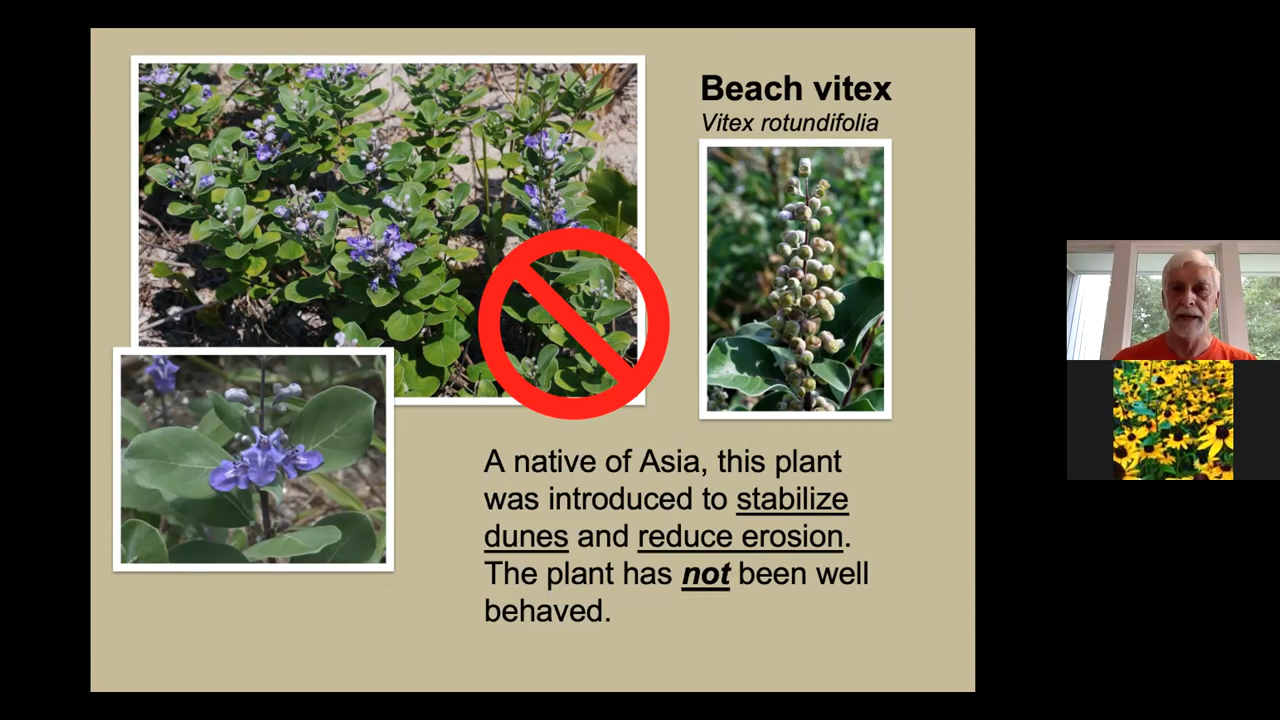 Beach vitex
Vitex rotundifolia
A native of Asia, this plant
was introduced to stabilize
dunes and reduce erosion.
The plant has not been well
behaved.